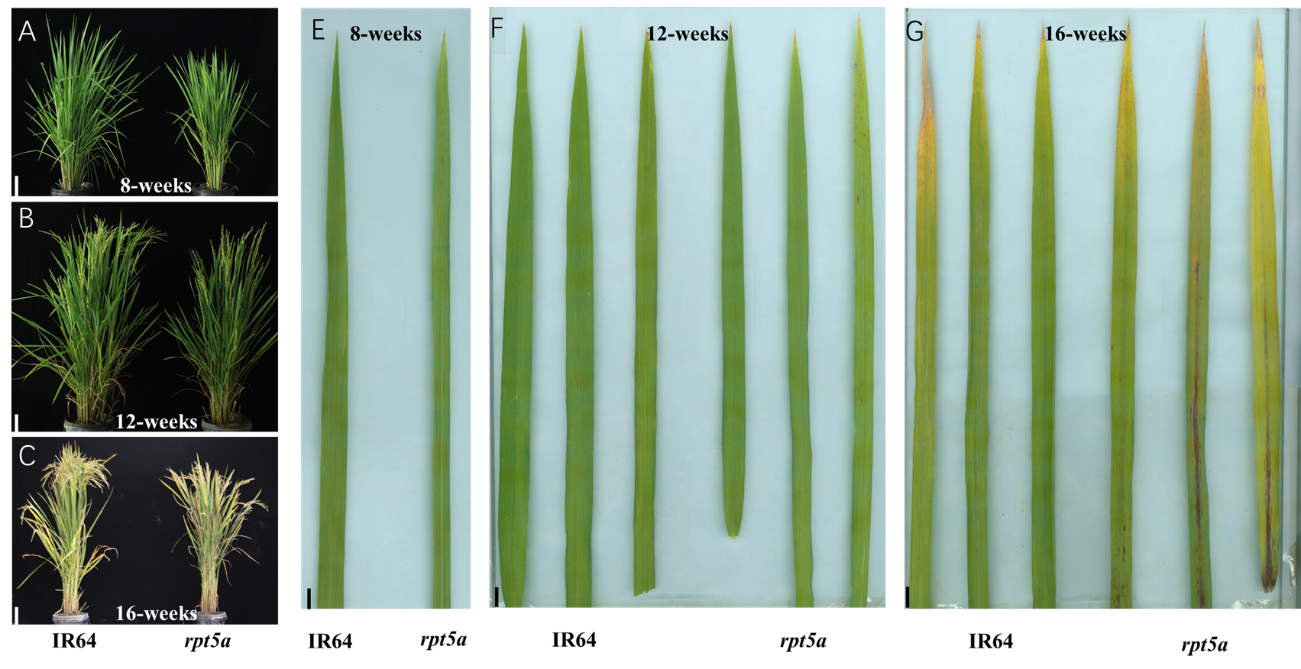 A
8-weeks
B
12-weeks
C
16-weeks
IR64 rpt5a
E 8-weeks
IR64 rpt5a
F 12-weeks
IR64 rpt5a
G 16-weeks
IR64 rpt5a